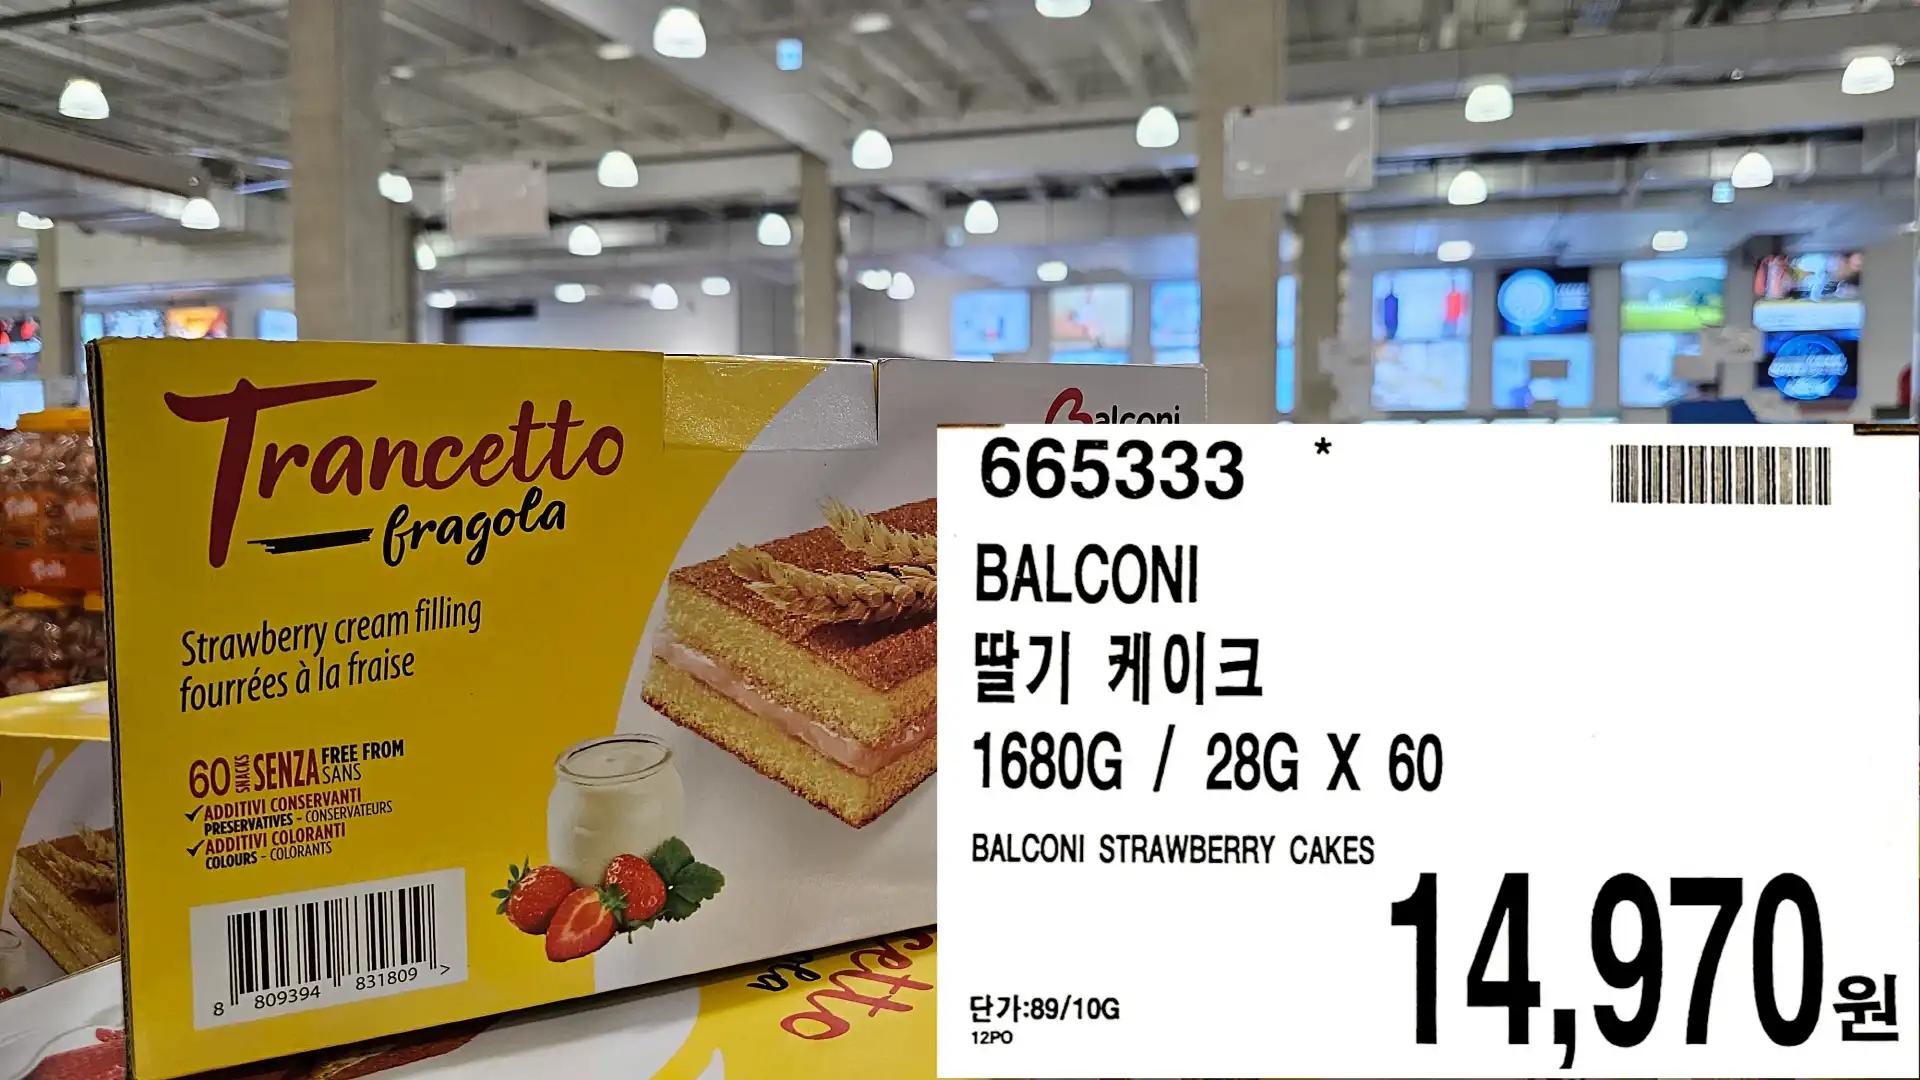 Trancetto
fragola
Strawberry cream filling
fourrées à la fraise
60 SNACKS SENZA FREE FROM
SANS
ADDITIVI CONSERVANTI
PRESERVATIVES - CONSERVATEURS
ADDITIVI COLORANTI
COLOURS - COLORANTS
8 809394 831809 >
Balconi
665333 *
BALCONI
딸기 케이크
1680G / 28G X 60
BALCONI STRAWBERRY CAKES
14,970원
단가:89/10G
12PO